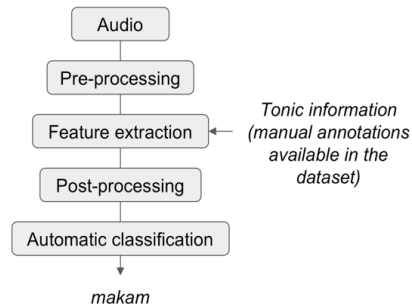 Audio
Pre-processing
Feature extraction
Tonic information
(manual annotations
available in the
dataset)
Post-processing
Automatic classification
makam